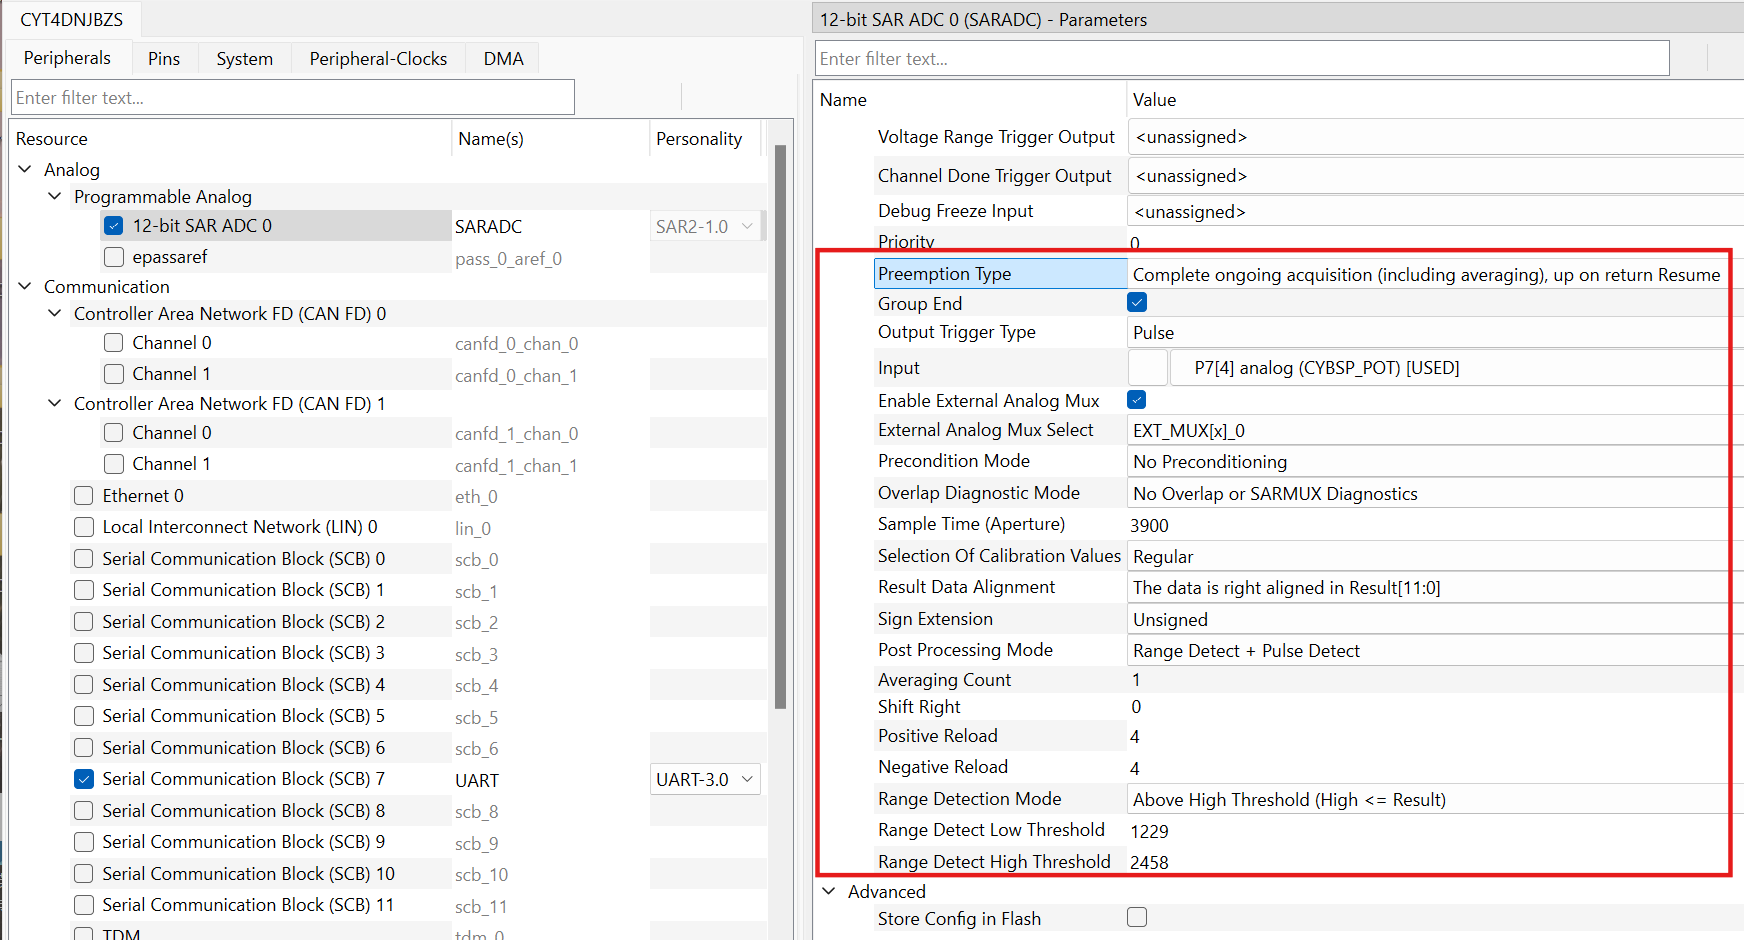 CYT4DNJBZS
Peripherals Pins System Peripheral-Clocks DMA
Enter filter text...
Resource Name(s) Personality
Analog
Programmable Analog
12-bit SAR ADC 0 SARADC SAR2-1.0
epassaref pass_0_aref_0
Communication
Controller Area Network FD (CAN FD) 0
Channel 0 canfd_0_chan_0
Channel 1 canfd_0_chan_1
Controller Area Network FD (CAN FD) 1
Channel 0 canfd_1_chan_0
Channel 1 canfd_1_chan_1
Ethernet 0 eth_0
Local Interconnect Network (LIN) 0 lin_0
Serial Communication Block (SCB) 0 scb_0
Serial Communication Block (SCB) 1 scb_1
Serial Communication Block (SCB) 2 scb_2
Serial Communication Block (SCB) 3 scb_3
Serial Communication Block (SCB) 4 scb_4
Serial Communication Block (SCB) 5 scb_5
Serial Communication Block (SCB) 6 scb_6
Serial Communication Block (SCB) 7 UART UART-3.0
Serial Communication Block (SCB) 8 scb_8
Serial Communication Block (SCB) 9 scb_9
Serial Communication Block (SCB) 10 scb_10
Serial Communication Block (SCB) 11 scb_11
TDM tdm_0
12-bit SAR ADC 0 (SARADC) - Parameters
Enter filter text...
Name Value
Voltage Range Trigger Output <unassigned>
Channel Done Trigger Output <unassigned>
Debug Freeze Input <unassigned>
Priority 0
Preemption Type Complete ongoing acquisition (including averaging), up on return Resume
Group End
Output Trigger Type Pulse
Input P7[4] analog (CYBSP_POT) [USED]
Enable External Analog Mux
External Analog Mux Select EXT_MUX[x]_0
Precondition Mode No Preconditioning
Overlap Diagnostic Mode No Overlap or SARMUX Diagnostics
Sample Time (Aperture) 3900
Selection Of Calibration Values Regular
Result Data Alignment The data is right aligned in Result[11:0]
Sign Extension Unsigned
Post Processing Mode Range Detect + Pulse Detect
Averaging Count 1
Shift Right 0
Positive Reload 4
Negative Reload 4
Range Detection Mode Above High Threshold (High <= Result)
Range Detect Low Threshold 1229
Range Detect High Threshold 2458
Advanced
Store Config in Flash